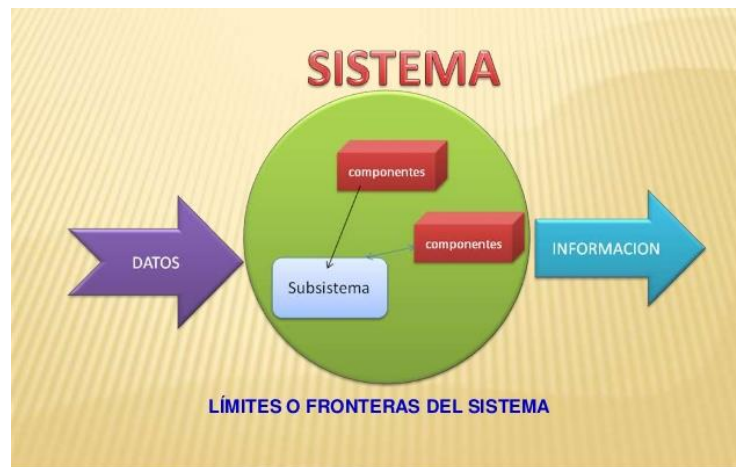 SISTEMA
componentes
componentes
DATOS
INFORMACION
Subsistema
LÍMITES O FRONTERAS DEL SISTEMA